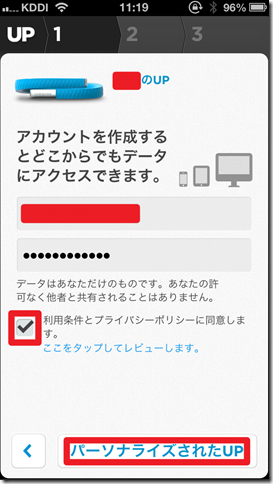 KDDI 11:19 96%
UP 1 2 3
のUP
アカウントを作成する
とどこからでもデータ
にアクセスできます。
••••••••••••
データはあなただけのものです。あなたの許
可なく他者と共有されることはありません。
利用条件とプライバシーポリシーに同意しま
す。
ここをタップしてレビューします。
パーソナライズされたUP